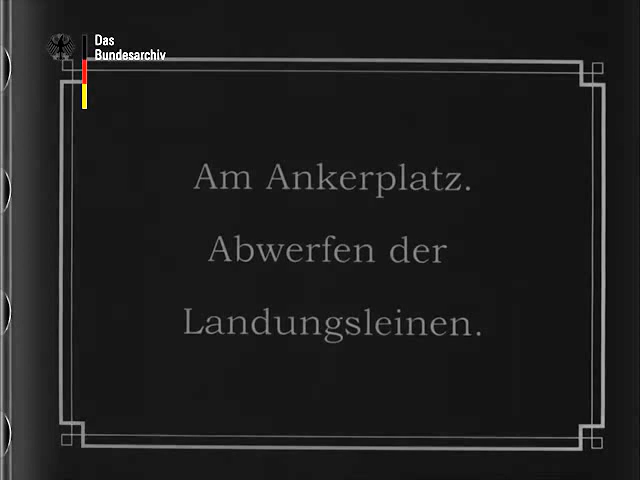 Das
Bundesarchiv
Am Ankerplatz.
Abwerfen der
Landungsleinen.